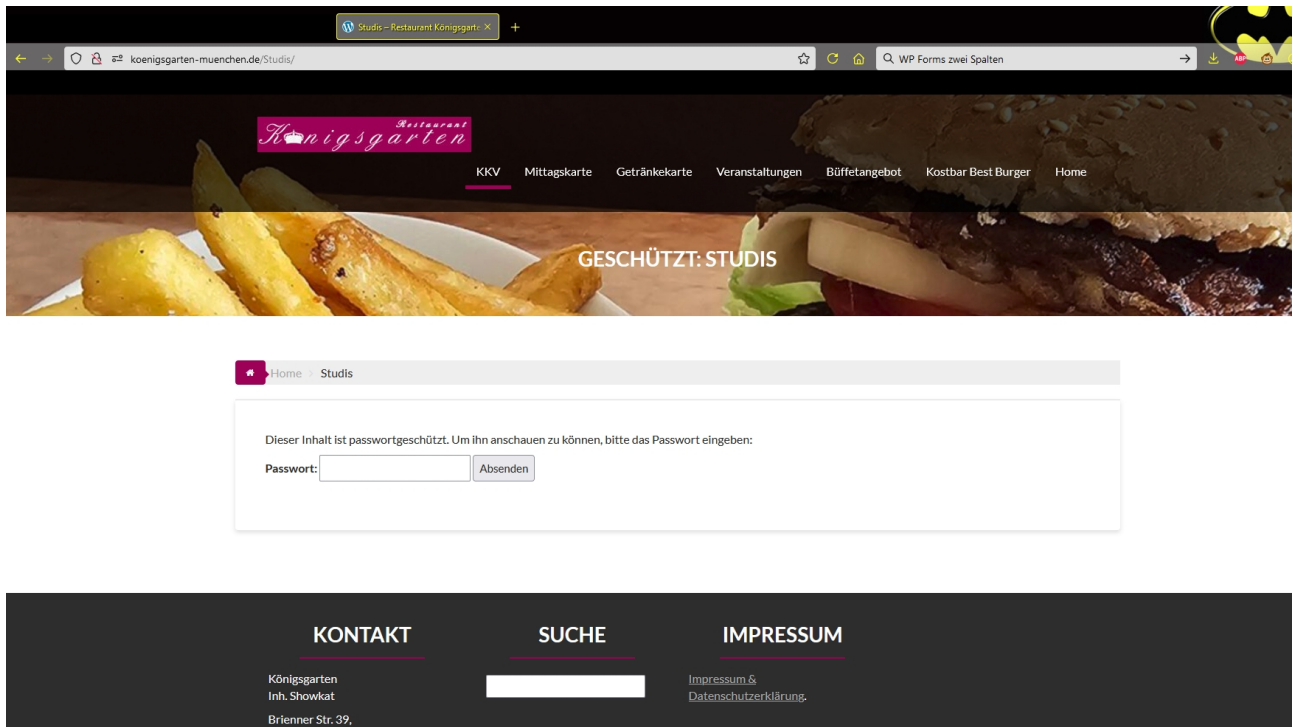 Studis – Restaurant Königsgarte
koenigsgarten-muenchen.de/Studis/
WP Forms zwei Spalten
ABP
Restaurant
Königsgarten
KKV Mittagskarte Getränkekarte Veranstaltungen Büffetangebot Kostbar Best Burger Home
GESCHÜTZT: STUDIS
Home Studis
Dieser Inhalt ist passwortgeschützt. Um ihn anschauen zu können, bitte das Passwort eingeben:
Passwort: Absenden
KONTAKT SUCHE IMPRESSUM
Königsgarten
Inh. Showkat
Brienner Str. 39,
Impressum &
Datenschutzerklärung.